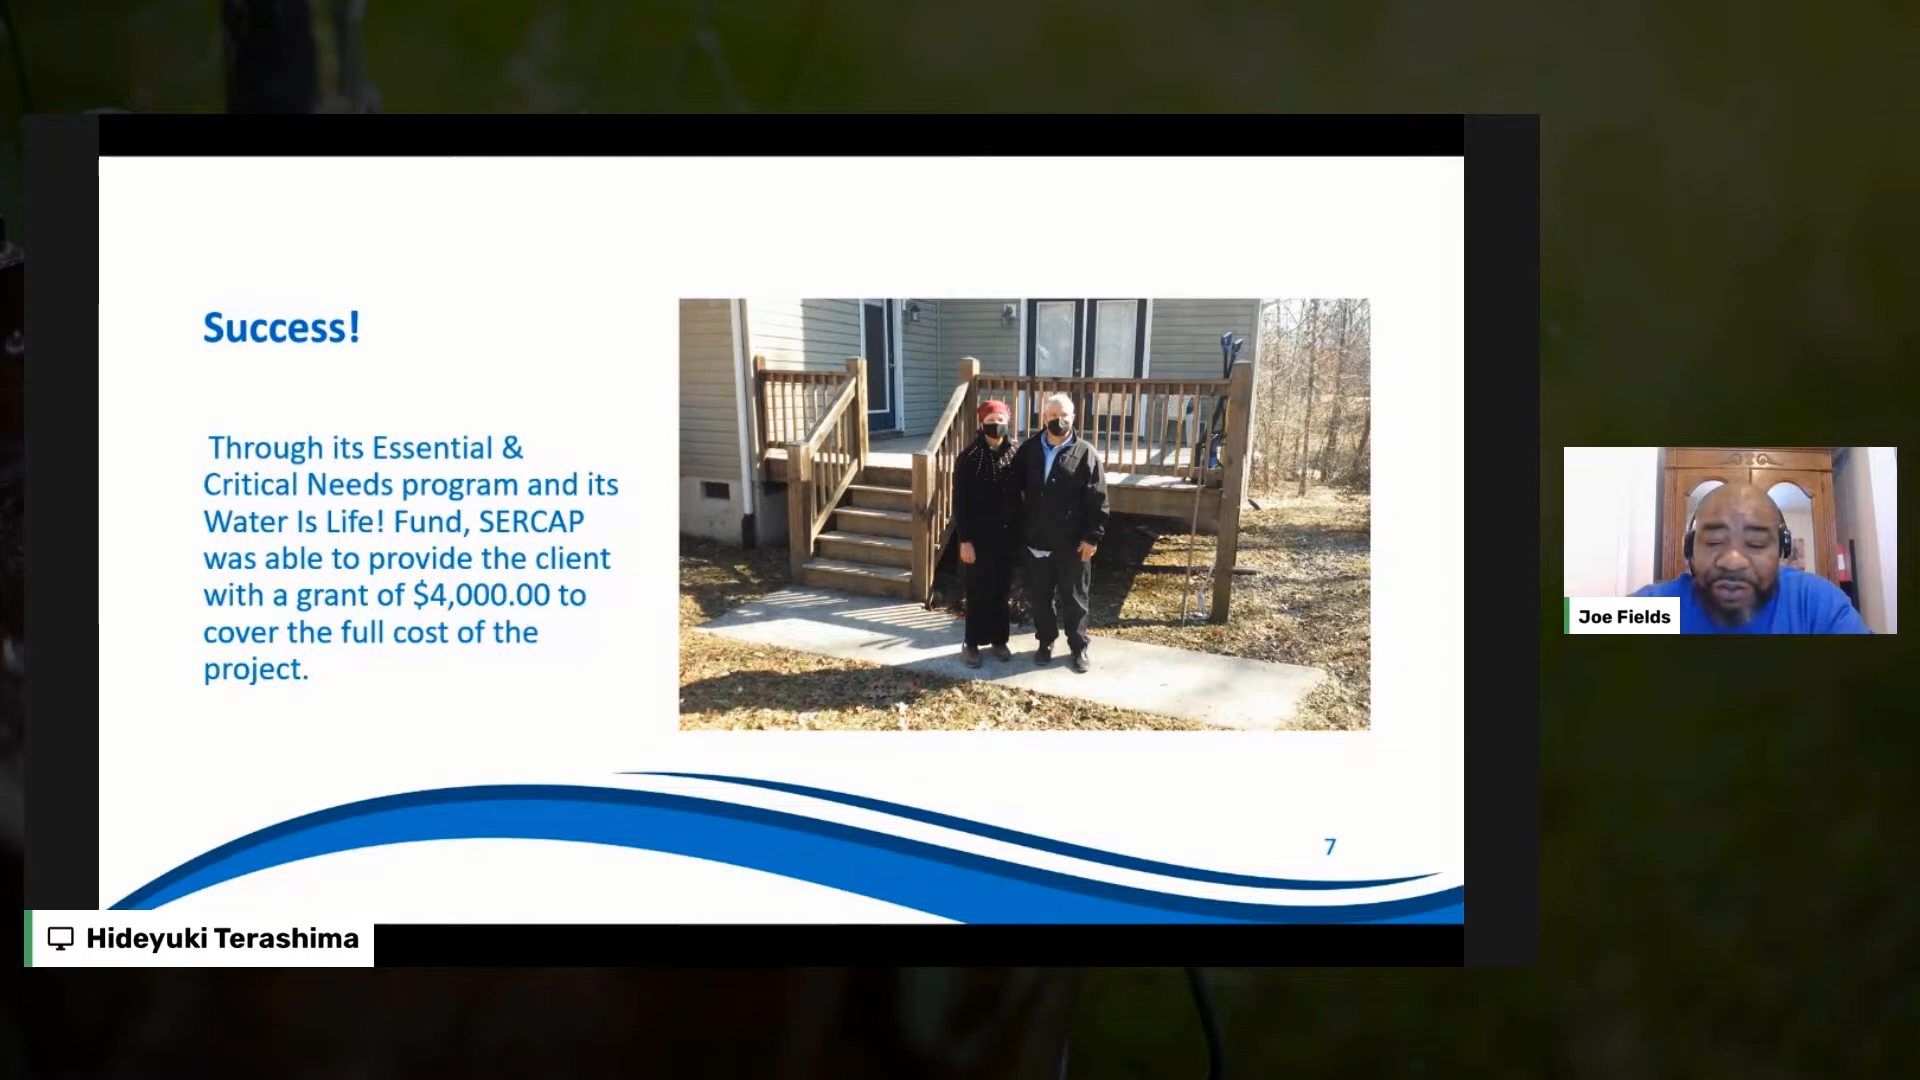 Success!
Through its Essential &
Critical Needs program and its
Water Is Life! Fund, SERCAP
was able to provide the client
with a grant of $4,000.00 to
cover the full cost of the
project.
7
Hideyuki Terashima
Joe Fields